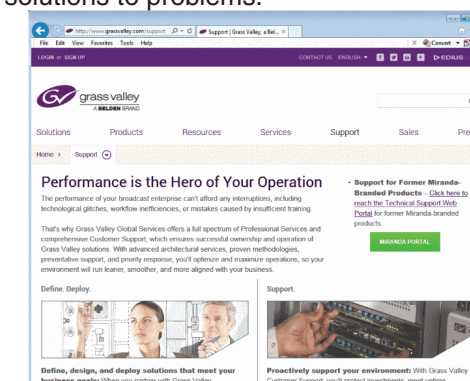 solutions to problems.
http://www.grassvalley.com/support
Support | Grass Valley, a Bel...
File Edit View Favorites Tools Help
Convert
LOGIN or SIGN UP
CONTACT US ENGLISH
EDIUS
GV grass valley
A BELDEN BRAND
Solutions Products Resources Services Support Sales Pre
Home Support
Performance is the Hero of Your Operation
The performance of your broadcast enterprise can't afford any interruptions, including
technological glitches, workflow inefficiencies, or mistakes caused by insufficient training.
That's why Grass Valley Global Services offers a full spectrum of Professional Services and
comprehensive Customer Support, which ensures successful ownership and operation of
Grass Valley solutions. With advanced architectural services, proven methodologies,
preventative support, and priority response, you'll optimize and maximize operations, so your
environment will run leaner, smoother, and more aligned with your business.
• Support for Former Miranda-
Branded Products – Click here to
reach the Technical Support Web
Portal for former Miranda-branded
products.
MIRANDA PORTAL
Define. Deploy.
Support.
Define, design, and deploy solutions that meet your
business goals: When you partner with Grass Valley
Proactively support your environment: With Grass Valley
Customer Support, you'll protect investments, meet uptime